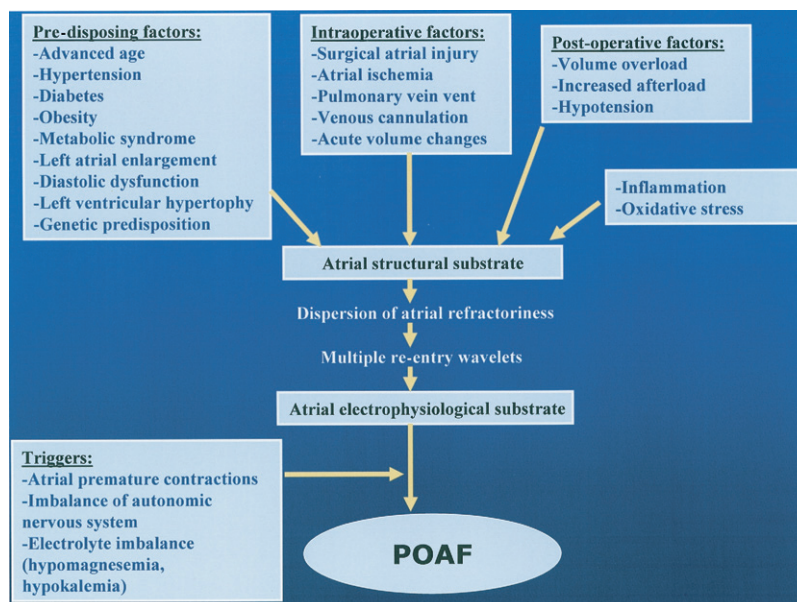 Pre-disposing factors:
-Advanced age
-Hypertension
-Diabetes
-Obesity
-Metabolic syndrome
-Left atrial enlargement
-Diastolic dysfunction
-Left ventricular hypertophy
-Genetic predisposition
Intraoperative factors:
-Surgical atrial injury
-Atrial ischemia
-Pulmonary vein vent
-Venous cannulation
-Acute volume changes
Post-operative factors:
-Volume overload
-Increased afterload
-Hypotension
-Inflammation
-Oxidative stress
Atrial structural substrate
Dispersion of atrial refractoriness
Multiple re-entry wavelets
Atrial electrophysiological substrate
Triggers:
-Atrial premature contractions
-Imbalance of autonomic
nervous system
-Electrolyte imbalance
(hypomagnesemia,
hypokalemia)
POAF